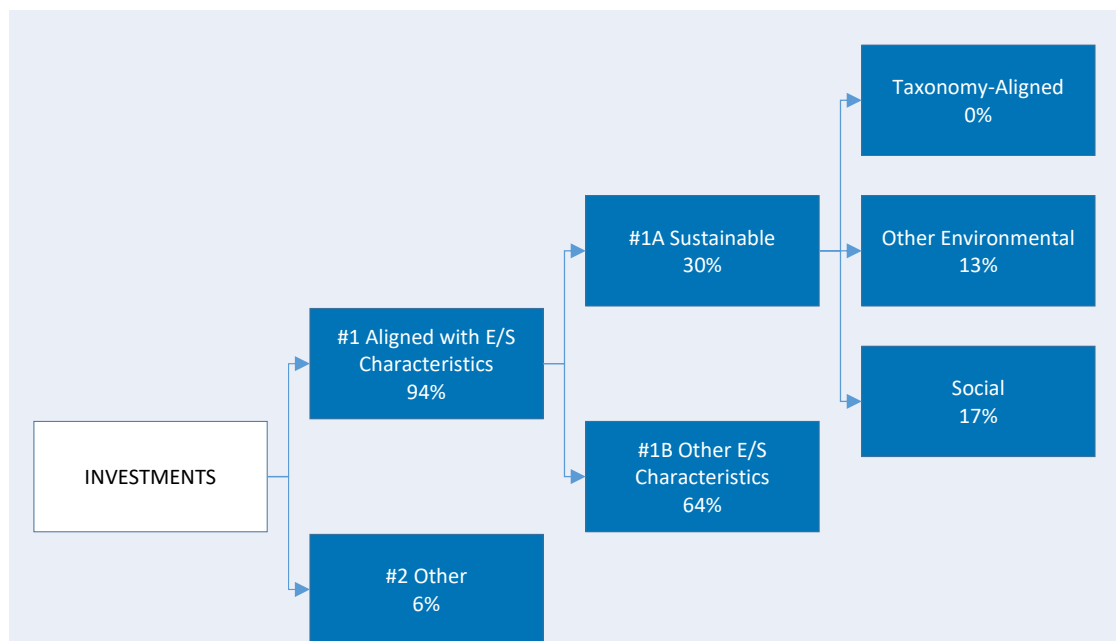 Taxonomy-Aligned
0%
#1A Sustainable
30%
Other Environmental
13%
#1 Aligned with E/S
Characteristics
94%
Social
17%
INVESTMENTS
#1B Other E/S
Characteristics
64%
#2 Other
6%